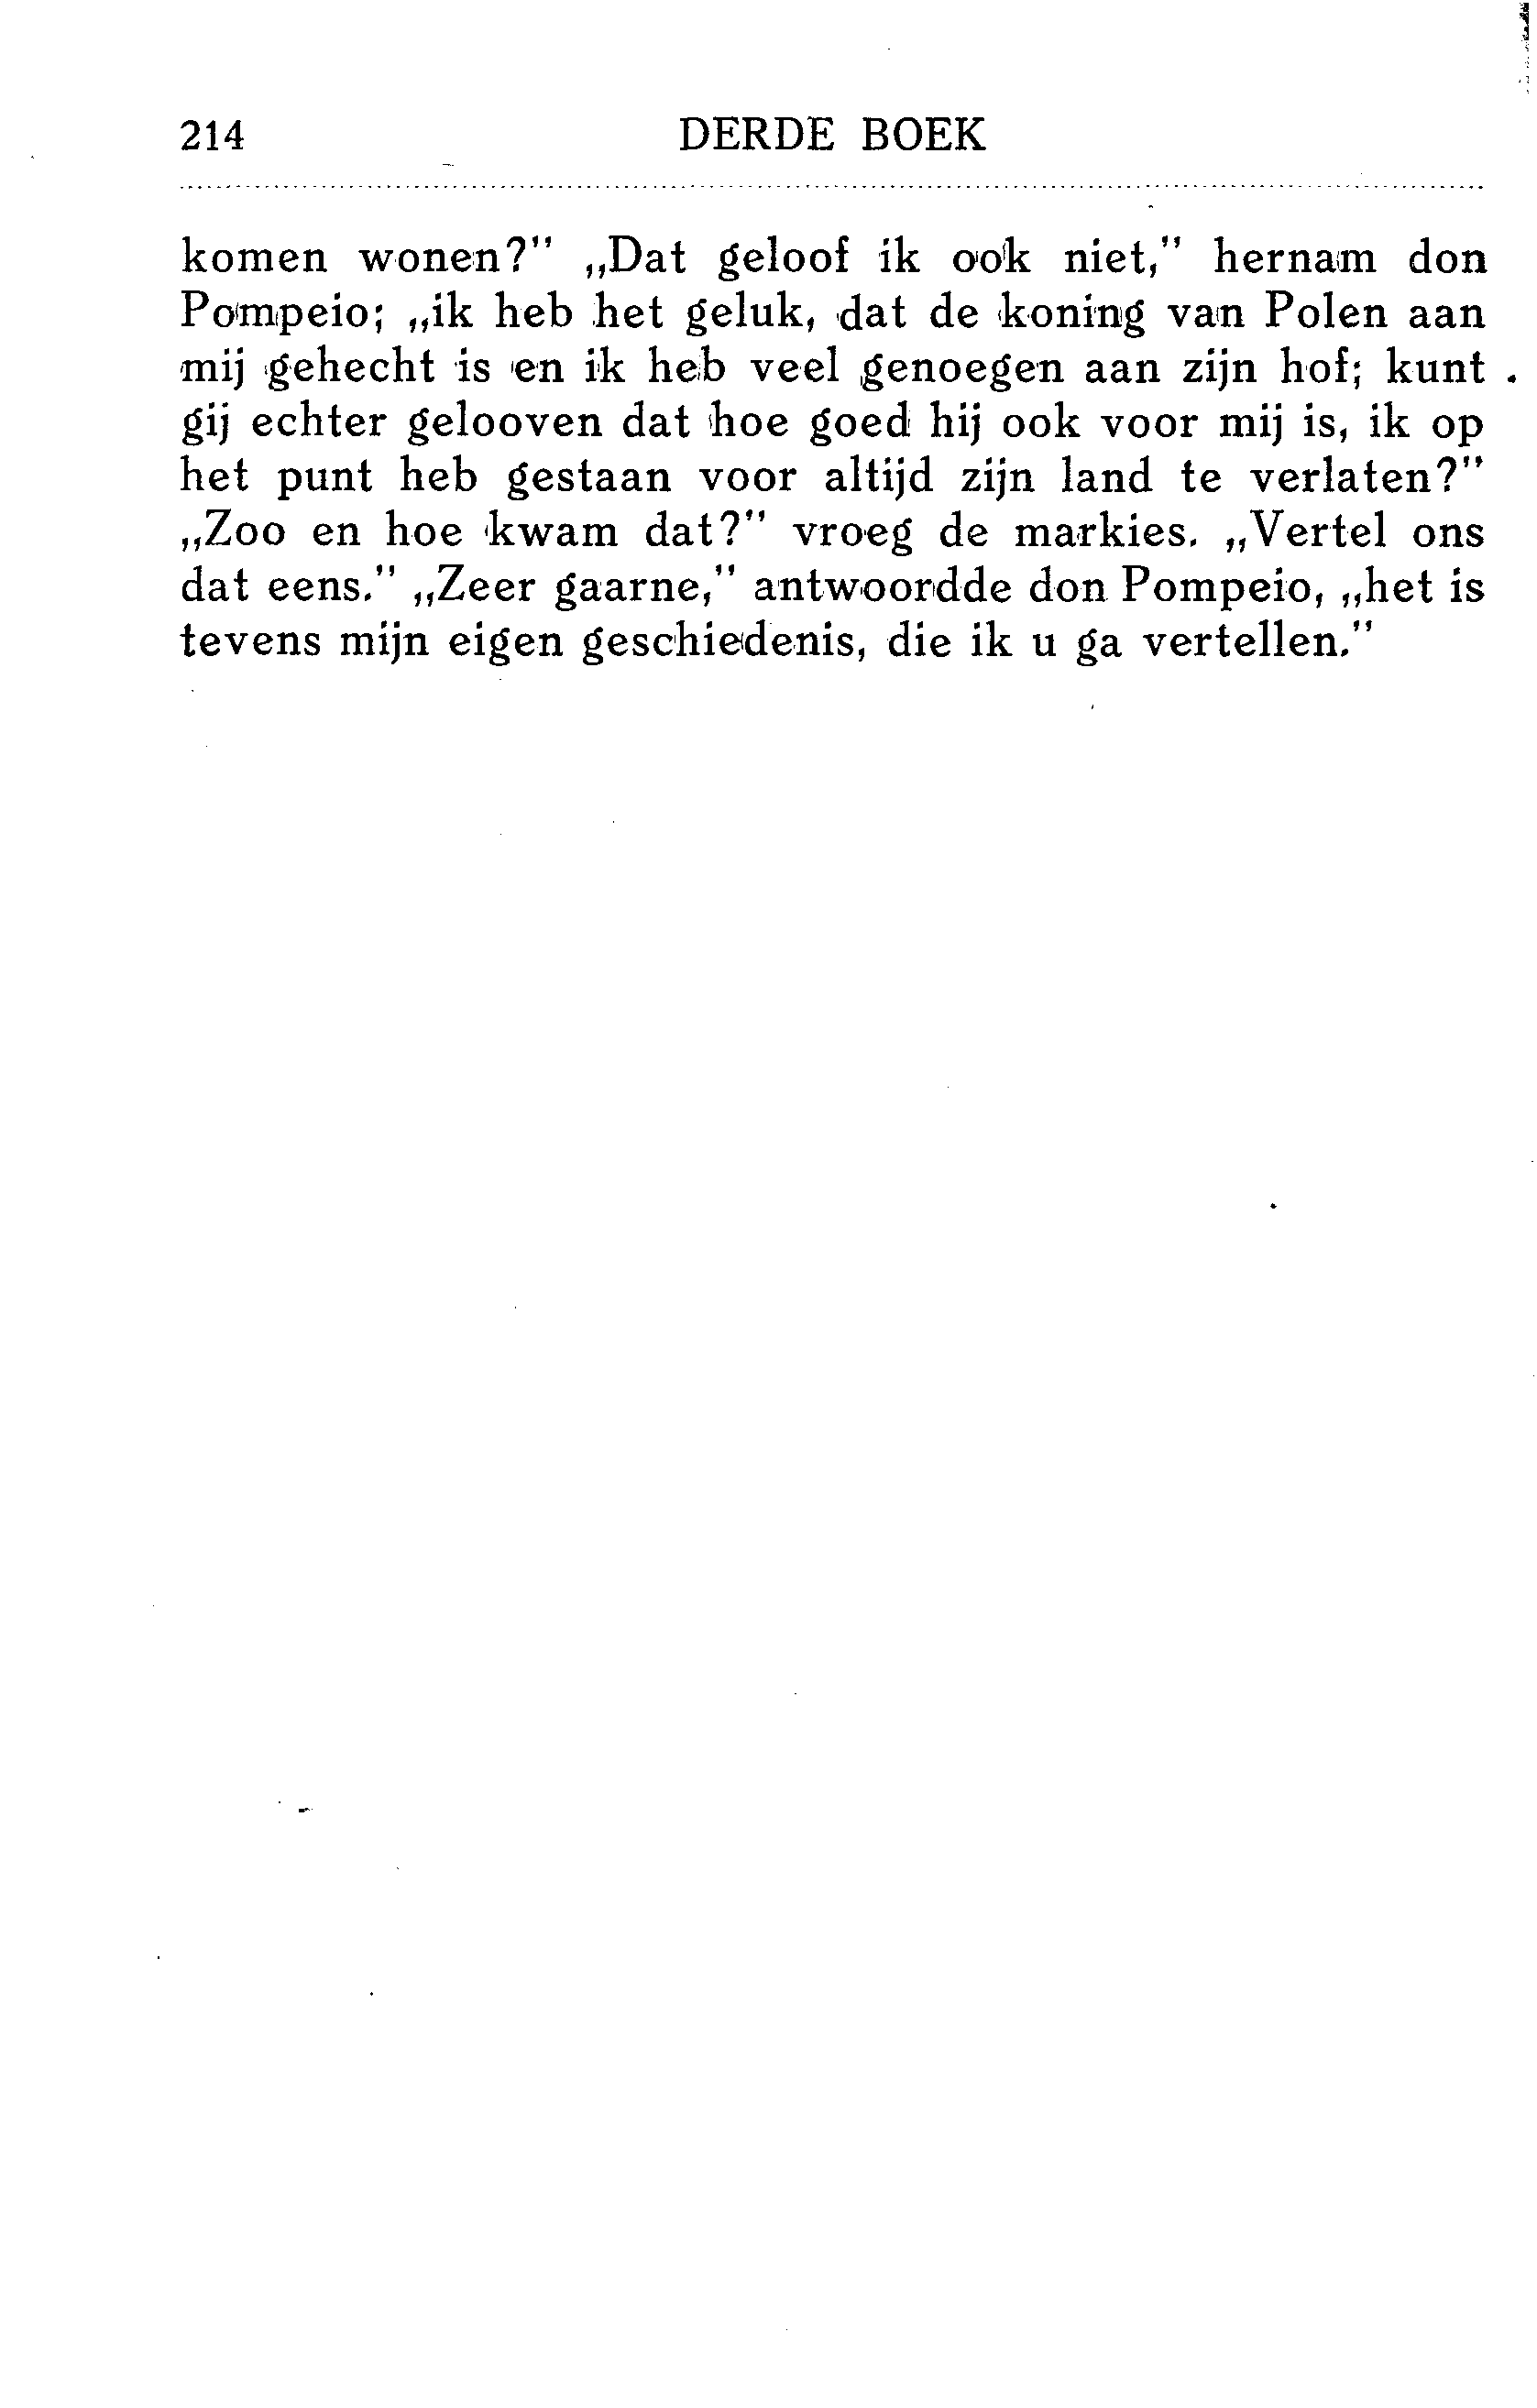 214 DERDE BOEK
komen wonen?" „Dat geloof ik ook niet," hernam don
Pompeio; „ik heb het geluk, dat de koning van Polen aan
mij gehecht is en ik heb veel genoegen aan zijn hof; kunt
gij echter gelooven dat hoe goed hij ook voor mij is, ik op
het punt heb gestaan voor altijd zijn land te verlaten?"
„Zoo en hoe kwam dat?" vroeg de markies. „Vertel ons
dat eens." „Zeer gaarne," antwoordde don Pompeio, „het is
tevens mijn eigen geschiedenis, die ik u ga vertellen."